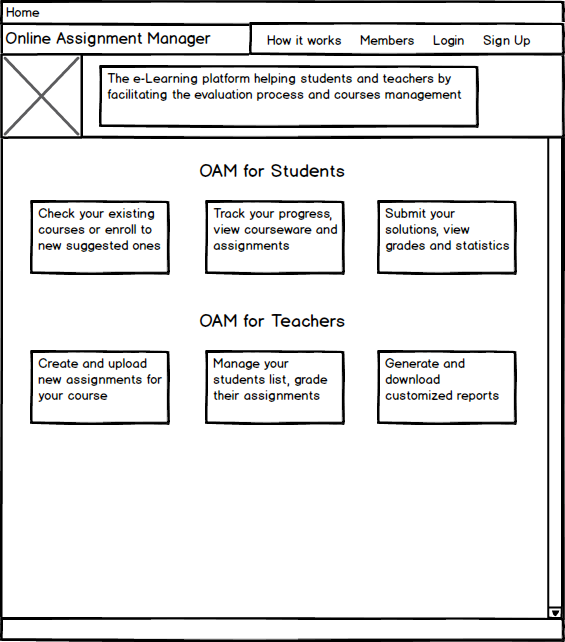 Home
Online Assignment Manager
How it works Members Login Sign Up
The e-Learning platform helping students and teachers by
facilitating the evaluation process and courses management
OAM for Students
Check your existing
courses or enroll to
new suggested ones
Track your progress,
view courseware and
assignments
Submit your
solutions, view
grades and statistics
OAM for Teachers
Create and upload
new assignments for
your course
Manage your
students list, grade
their assignments
Generate and
download
customized reports